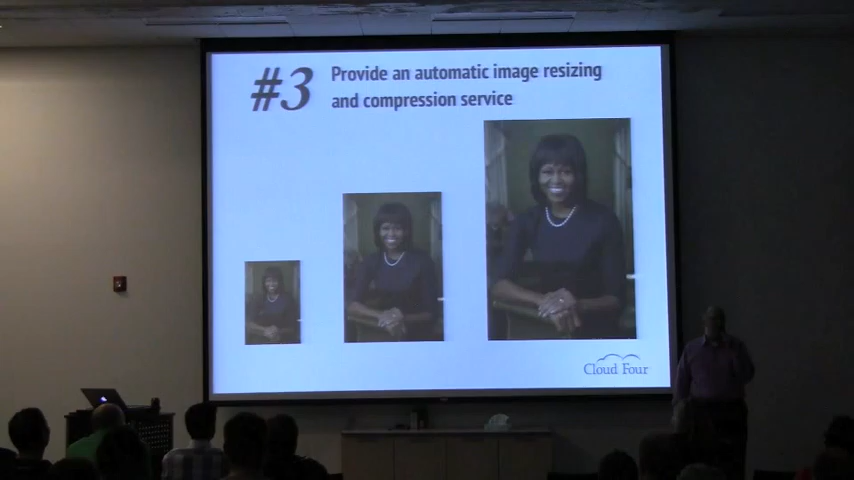 #3
Provide an automatic image resizing
and compression service
Cloud Four